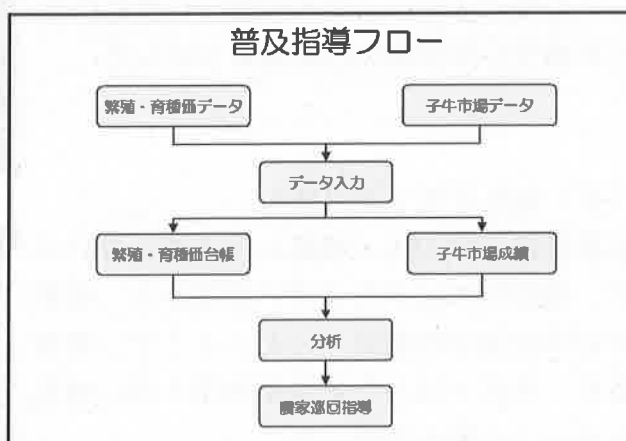 普及指導フロー
繁殖・育種価データ
子牛市場データ
データ入力
繁殖・育種価台帳
子牛市場成績
分析
農家巡回指導